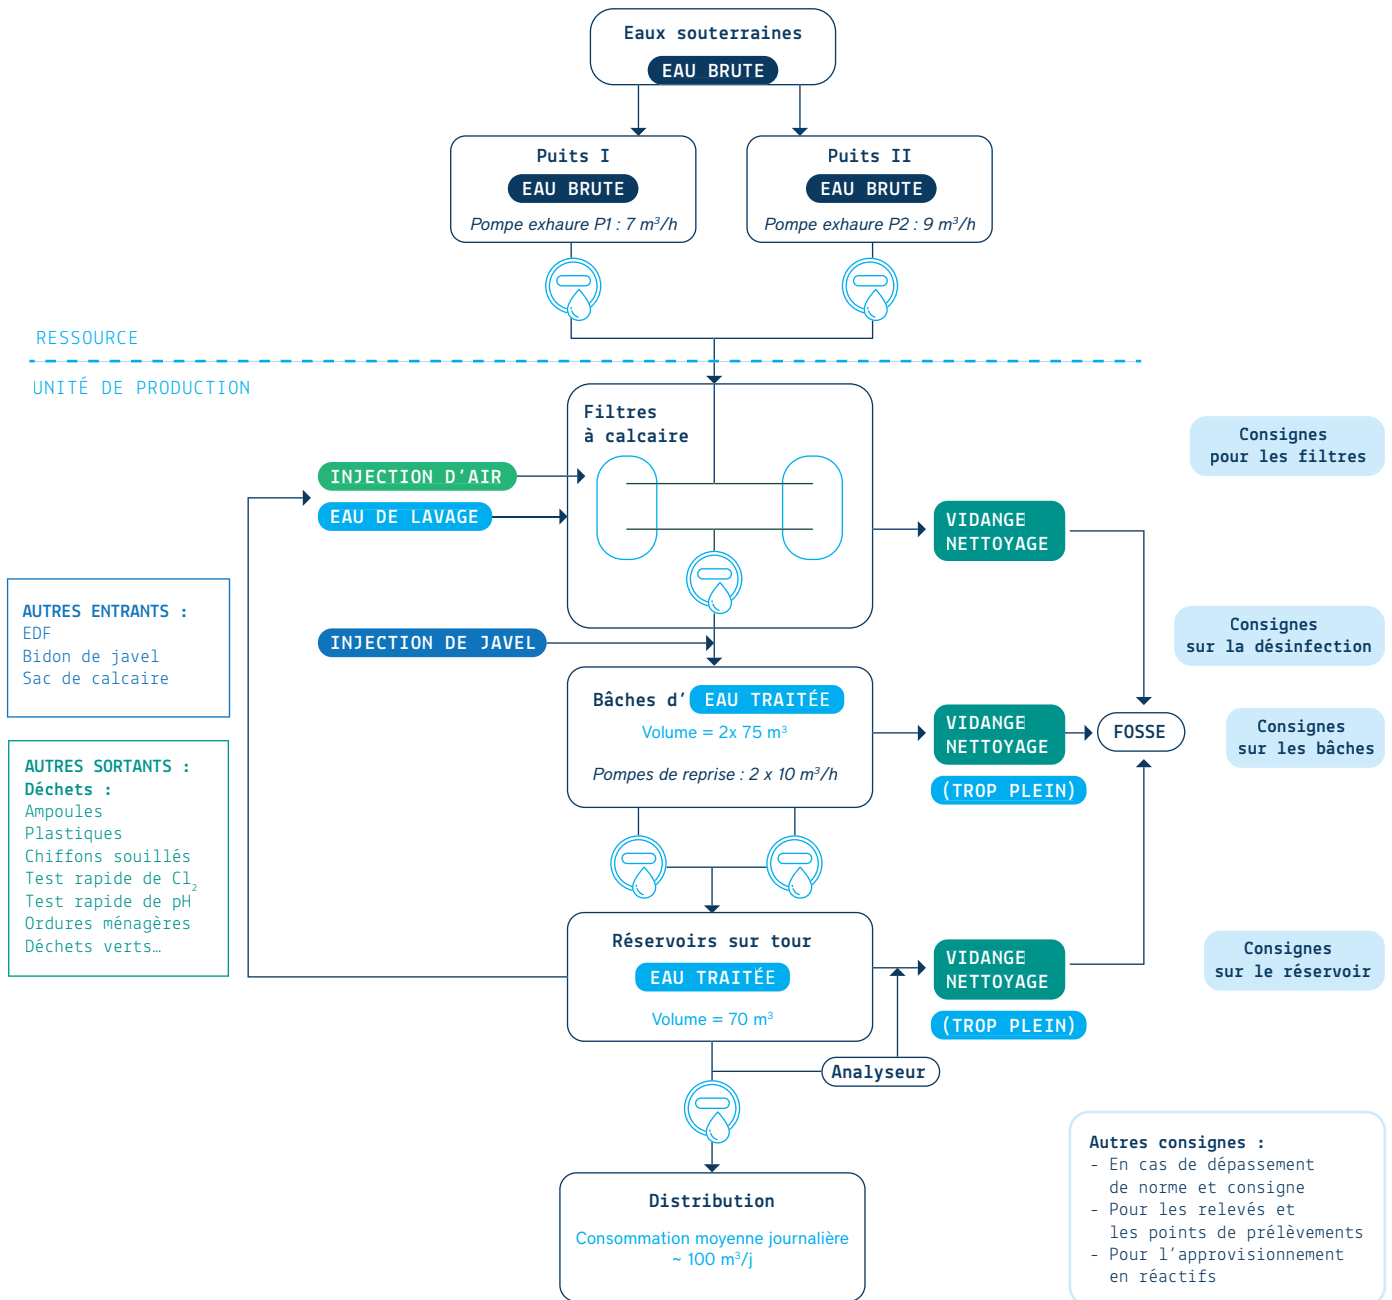 Eaux souterraines
EAU BRUTE
Puits I
EAU BRUTE
Pompe exhaure P1 : 7 m³/h
Puits II
EAU BRUTE
Pompe exhaure P2 : 9 m³/h
RESSOURCE
UNITÉ DE PRODUCTION
Filtres
à calcaire
INJECTION D'AIR
EAU DE LAVAGE
VIDANGE
NETTOYAGE
Consignes
pour les filtres
AUTRES ENTRANTS :
EDF
Bidon de javel
Sac de calcaire
INJECTION DE JAVEL
Consignes
sur la désinfection
Bâches d' EAU TRAITÉE
Volume = 2x 75 m³
Pompes de reprise : 2 x 10 m³/h
VIDANGE
NETTOYAGE
(TROP PLEIN)
FOSSE
Consignes
sur les bâches
AUTRES SORTANTS :
Déchets :
Ampoules
Plastiques
Chiffons souillés
Test rapide de Cl₂
Test rapide de pH
Ordures ménagères
Déchets verts…
Réservoirs sur tour
EAU TRAITÉE
Volume = 70 m³
VIDANGE
NETTOYAGE
(TROP PLEIN)
Consignes
sur le réservoir
Analyseur
Distribution
Consommation moyenne journalière
~ 100 m³/j
Autres consignes :
- En cas de dépassement
de norme et consigne
- Pour les relevés et
les points de prélèvements
- Pour l'approvisionnement
en réactifs